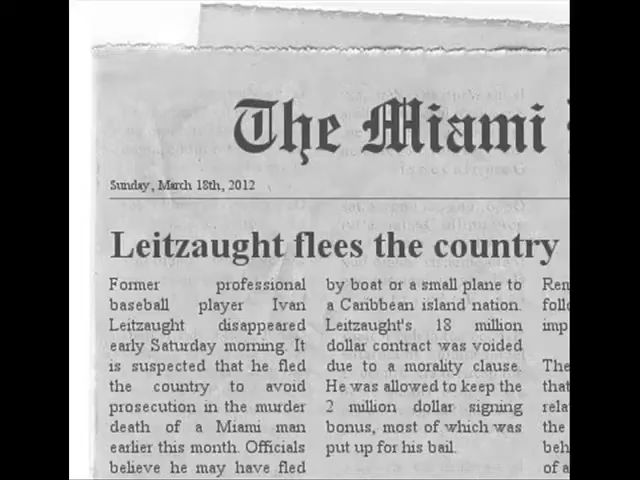 The Miami
Sunday, March 18th, 2012
Leitzaught flees the country
Former professional
baseball player Ivan
Leitzaught disappeared
early Saturday morning. It
is suspected that he fled
the country to avoid
prosecution in the murder
death of a Miami man
earlier this month. Officials
believe he may have fled
by boat or a small plane to
a Caribbean island nation.
Leitzaught's 18 million
dollar contract was voided
due to a morality clause.
He was allowed to keep the
2 million dollar signing
bonus, most of which was
put up for his bail.